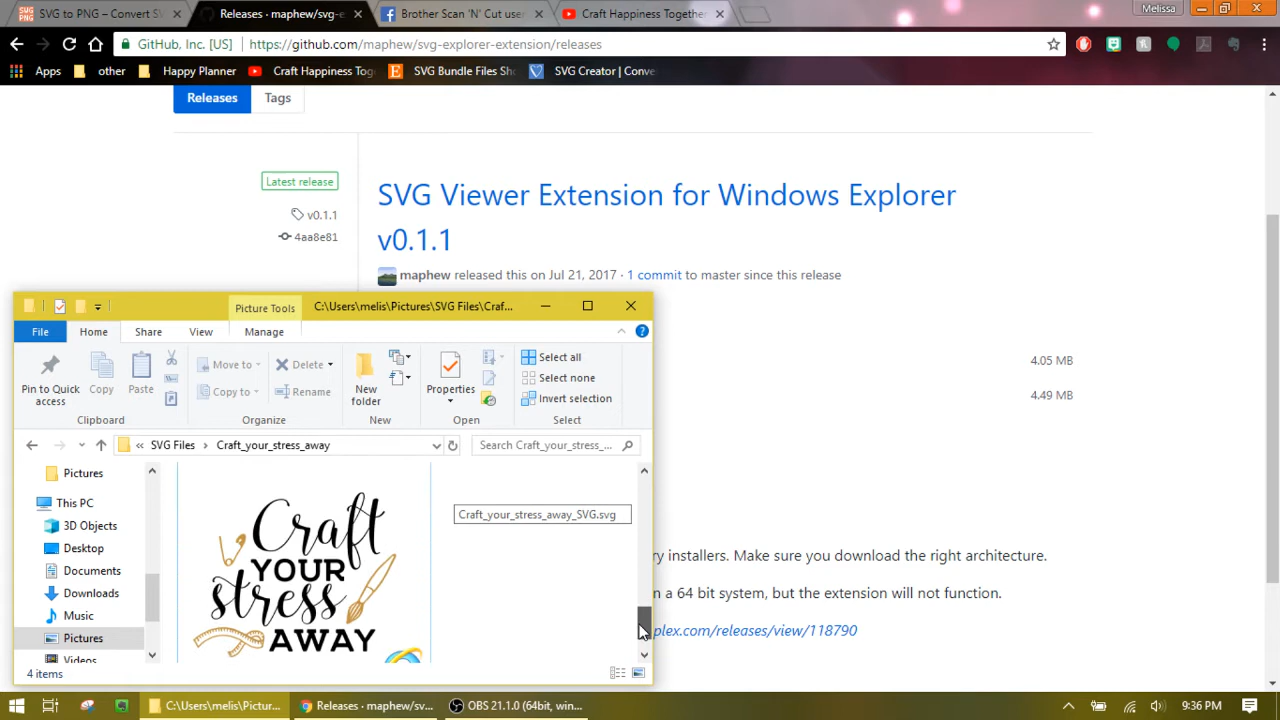 SVG to PNG – Convert SV
Releases · maphew/svg-e
Brother Scan 'N' Cut user
Craft Happiness Together
Melissa
GitHub, Inc. [US]
https://github.com/maphew/svg-explorer-extension/releases
Apps
other
Happy Planner
Craft Happiness Tog
SVG Bundle Files Sh
SVG Creator | Conve
Releases
Tags
Latest release
v0.1.1
4aa8e81
SVG Viewer Extension for Windows Explorer
v0.1.1
maphew released this on Jul 21, 2017 · 1 commit to master since this release
4.05 MB
4.49 MB
ry installers. Make sure you download the right architecture.
n a 64 bit system, but the extension will not function.
plex.com/releases/view/118790
Picture Tools
C:\Users\melis\Pictures\SVG Files\Craf...
File
Home
Share
View
Manage
Pin to Quick
access
Copy
Paste
Clipboard
Move to
Copy to
Delete
Rename
Organize
New
folder
New
Properties
Open
Select all
Select none
Invert selection
Select
SVG Files
Craft_your_stress_away
Search Craft_your_stress_...
Pictures
This PC
3D Objects
Desktop
Documents
Downloads
Music
Pictures
Videos
Craft
YOUR
stress
AWAY
Craft_your_stress_away_SVG.svg
4 items
C:\Users\melis\Pictur...
Releases · maphew/sv...
OBS 21.1.0 (64bit, win...
9:36 PM